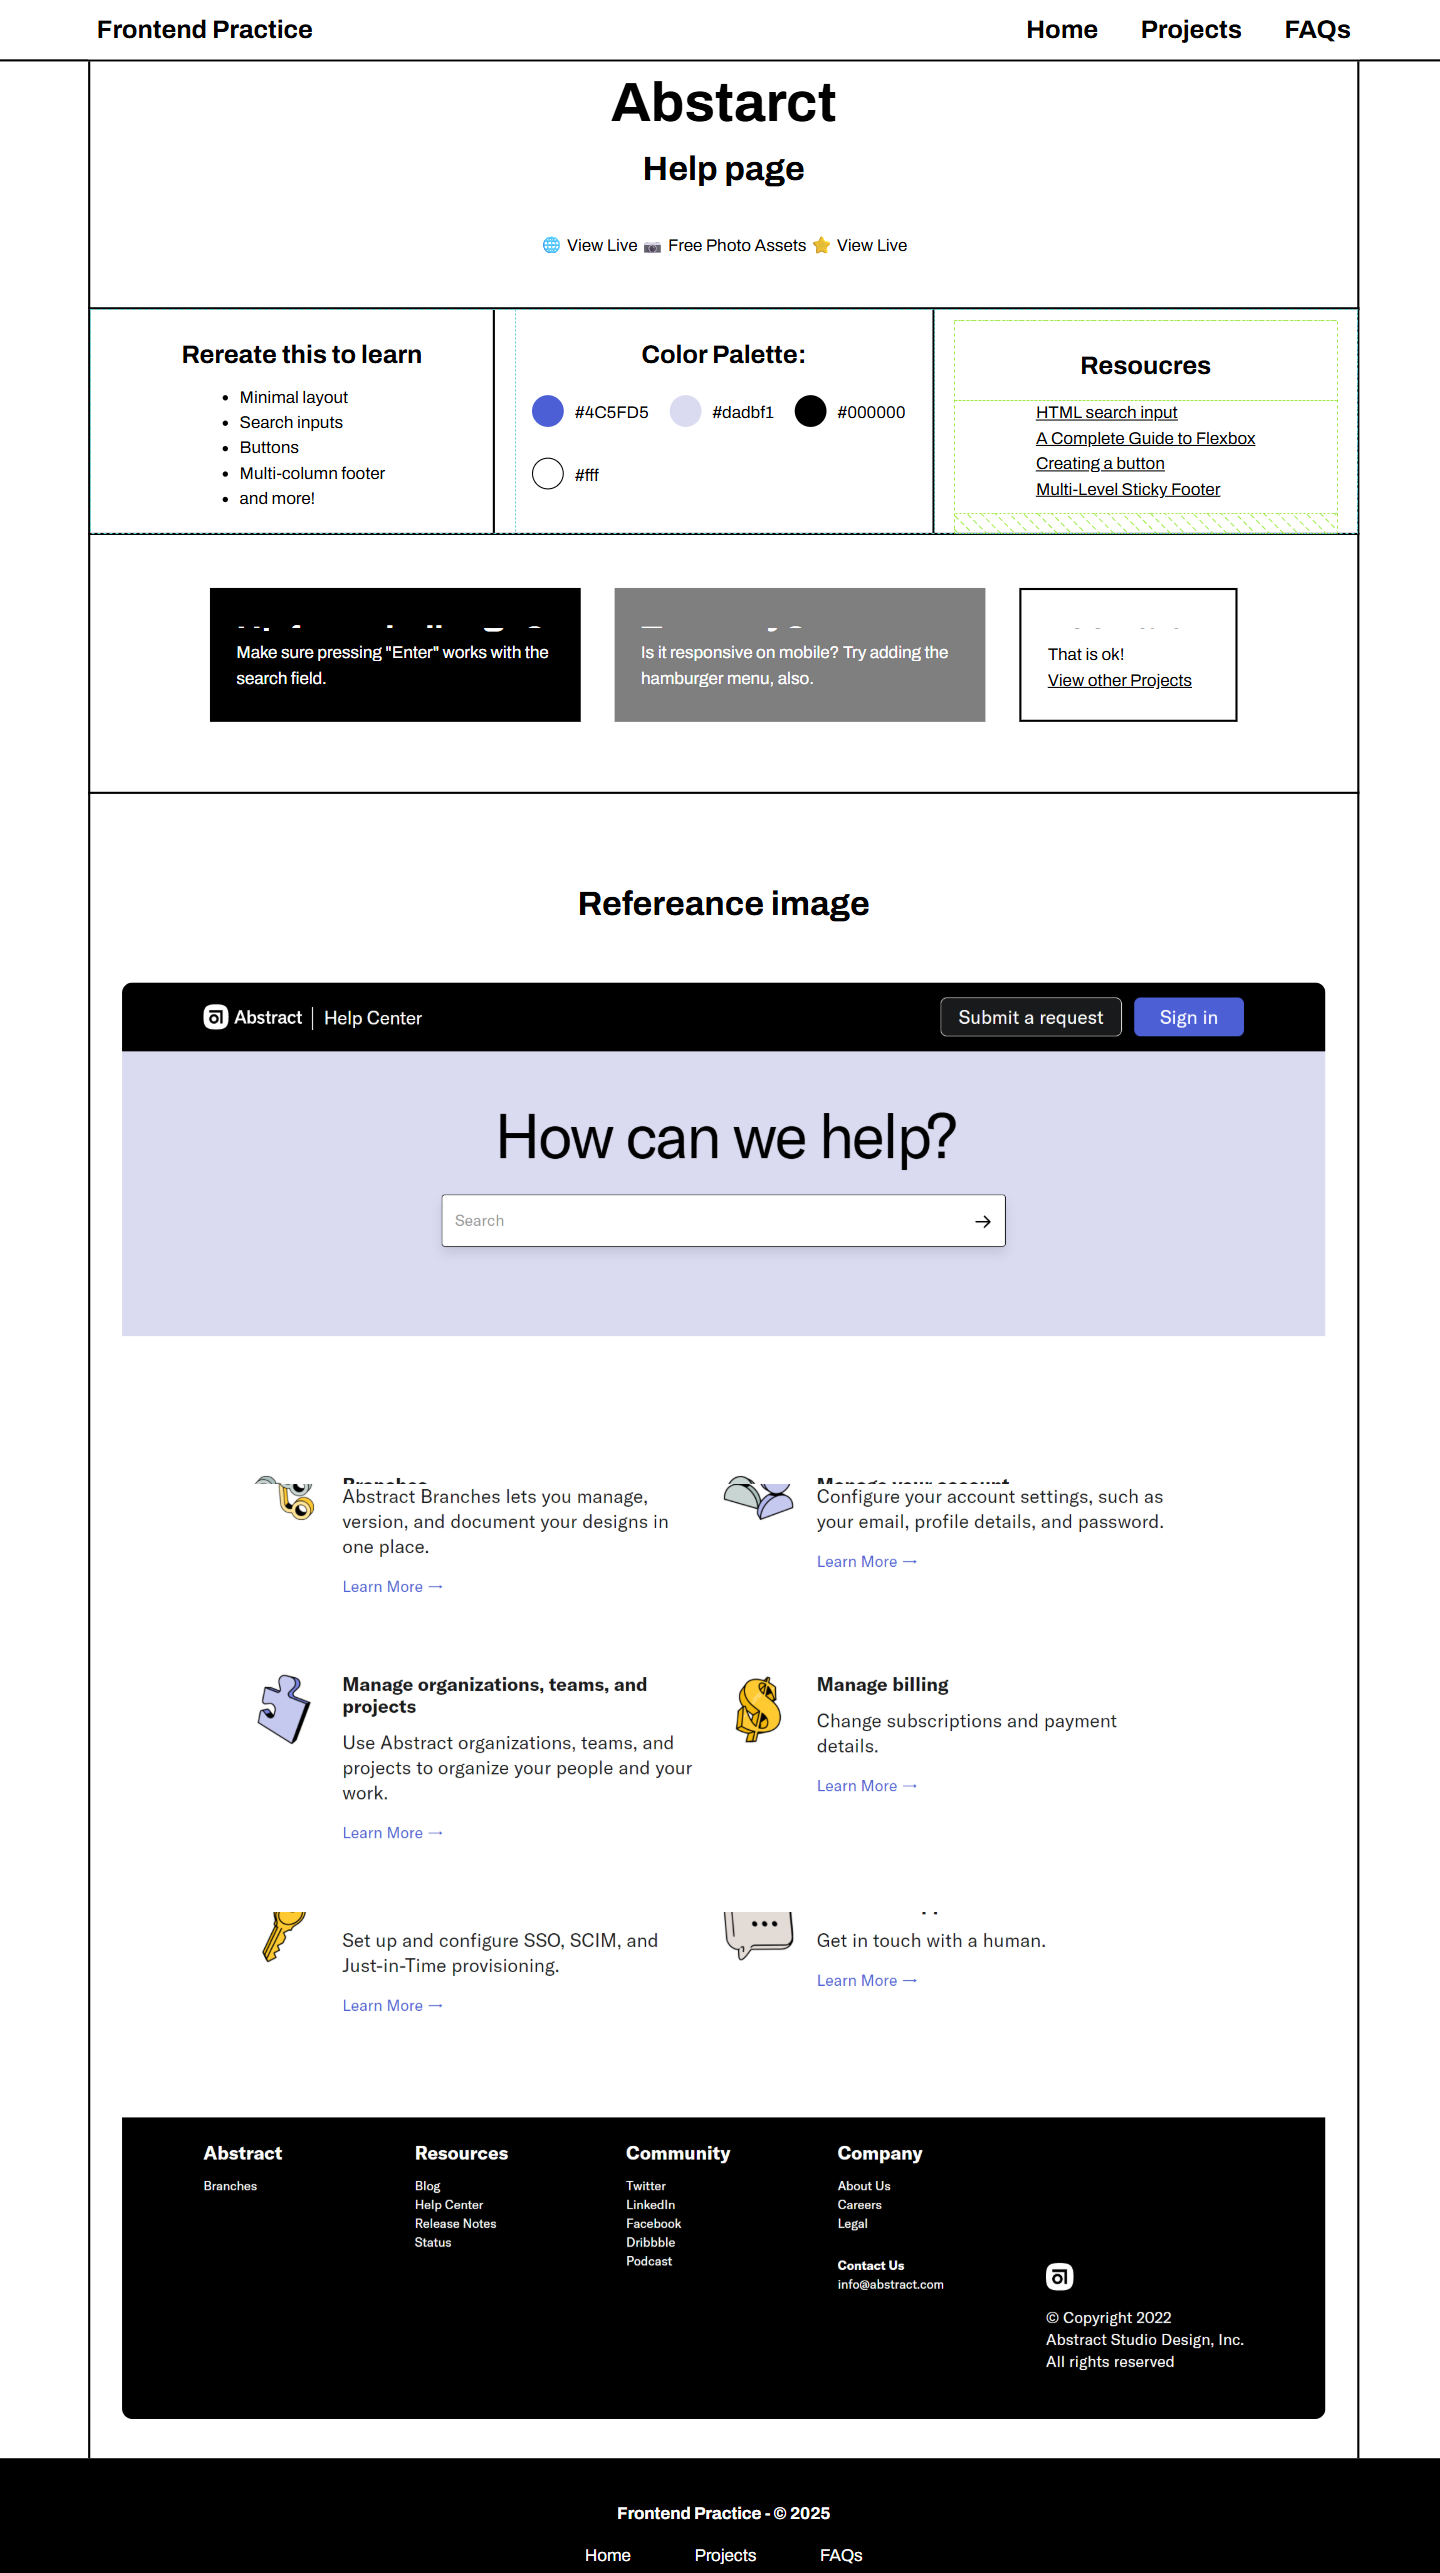 Frontend Practice
Home Projects FAQs
Abstarct
Help page
View Live Free Photo Assets View Live
Rereate this to learn
Minimal layout
Search inputs
Buttons
Multi-column footer
and more!
Color Palette:
#4C5FD5 #dadbf1 #000000
#fff
Resoucres
HTML search input
A Complete Guide to Flexbox
Creating a button
Multi-Level Sticky Footer
Make sure pressing "Enter" works with the
search field.
Is it responsive on mobile? Try adding the
hamburger menu, also.
That is ok!
View other Projects
Refereance image
Abstract Help Center
Submit a request Sign in
How can we help?
Search
Abstract Branches lets you manage,
version, and document your designs in
one place.
Learn More →
Manage your account
Configure your account settings, such as
your email, profile details, and password.
Learn More →
Manage organizations, teams, and
projects
Use Abstract organizations, teams, and
projects to organize your people and your
work.
Learn More →
Manage billing
Change subscriptions and payment
details.
Learn More →
Set up and configure SSO, SCIM, and
Just-in-Time provisioning.
Learn More →
Get in touch with a human.
Learn More →
Abstract
Branches
Resources
Blog
Help Center
Release Notes
Status
Community
Twitter
LinkedIn
Facebook
Dribbble
Podcast
Company
About Us
Careers
Legal
Contact Us
info@abstract.com
© Copyright 2022
Abstract Studio Design, Inc.
All rights reserved
Frontend Practice - © 2025
Home Projects FAQs